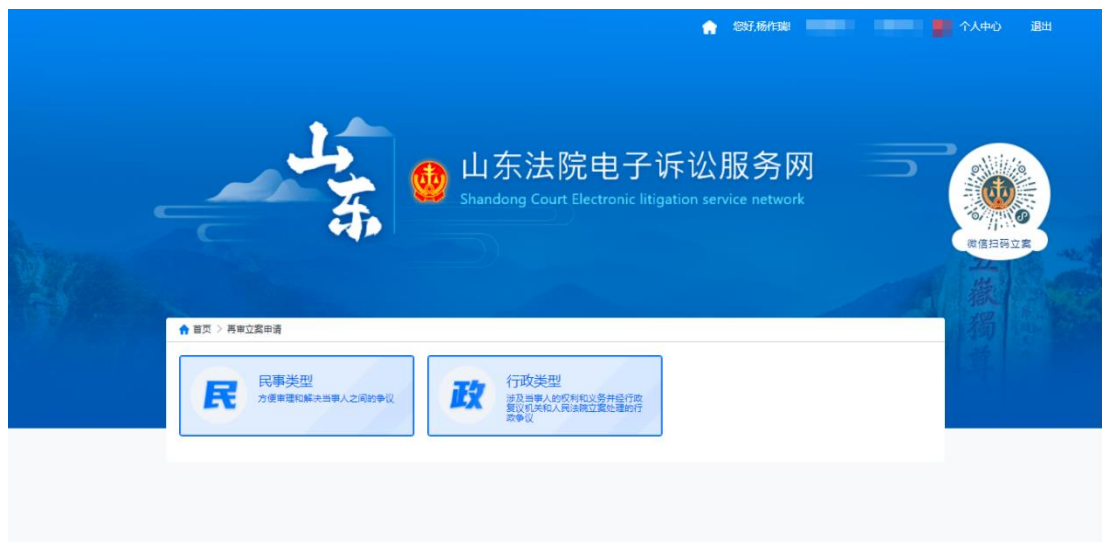 您好,杨作瑞!
个人中心
退出
山东
山东法院电子诉讼服务网
Shandong Court Electronic litigation service network
微信扫码立案
首页 > 再审立案申请
民
民事类型
方便审理和解决当事人之间的争议
政
行政类型
涉及当事人的权利和义务并经行政
复议机关和人民法院立案处理的行
政争议